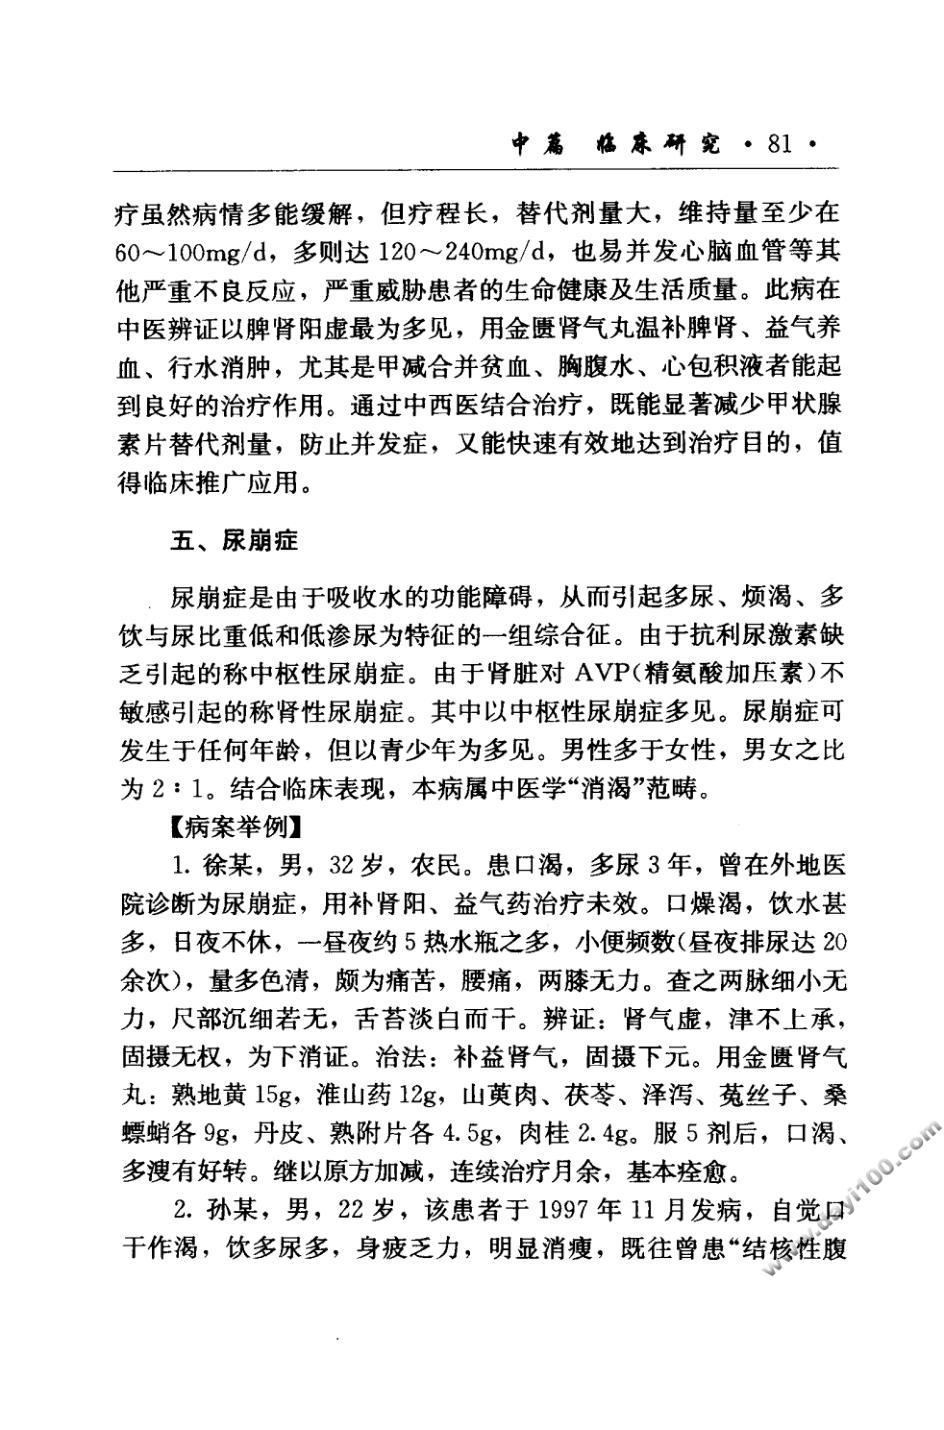 中篇 临床研究 · 81 ·
疗虽然病情多能缓解，但疗程长，替代剂量大，维持量至少在
60～100mg/d，多则达 120～240mg/d，也易并发心脑血管等其
他严重不良反应，严重威胁患者的生命健康及生活质量。此病在
中医辨证以脾肾阳虚最为多见，用金匮肾气丸温补脾肾、益气养
血、行水消肿，尤其是甲减合并贫血、胸腹水、心包积液者能起
到良好的治疗作用。通过中西医结合治疗，既能显著减少甲状腺
素片替代剂量，防止并发症，又能快速有效地达到治疗目的，值
得临床推广应用。
五、尿崩症
尿崩症是由于吸收水的功能障碍，从而引起多尿、烦渴、多
饮与尿比重低和低渗尿为特征的一组综合征。由于抗利尿激素缺
乏引起的称中枢性尿崩症。由于肾脏对 AVP(精氨酸加压素)不
敏感引起的称肾性尿崩症。其中以中枢性尿崩症多见。尿崩症可
发生于任何年龄，但以青少年为多见。男性多于女性，男女之比
为 2∶1。结合临床表现，本病属中医学“消渴”范畴。
【病案举例】
1. 徐某，男，32 岁，农民。患口渴，多尿 3 年，曾在外地医
院诊断为尿崩症，用补肾阳、益气药治疗未效。口燥渴，饮水甚
多，日夜不休，一昼夜约 5 热水瓶之多，小便频数(昼夜排尿达 20
余次)，量多色清，颇为痛苦，腰痛，两膝无力。查之两脉细小无
力，尺部沉细若无，舌苔淡白而干。辨证：肾气虚，津不上承，
固摄无权，为下消证。治法：补益肾气，固摄下元。用金匮肾气
丸：熟地黄 15g，淮山药 12g，山萸肉、茯苓、泽泻、菟丝子、桑
螵蛸各 9g，丹皮、熟附片各 4.5g，肉桂 2.4g。服 5 剂后，口渴、
多溲有好转。继以原方加减，连续治疗月余，基本痊愈。
2. 孙某，男，22 岁，该患者于 1997 年 11 月发病，自觉口
干作渴，饮多尿多，身疲乏力，明显消瘦，既往曾患“结核性腹
www.dayi100.com